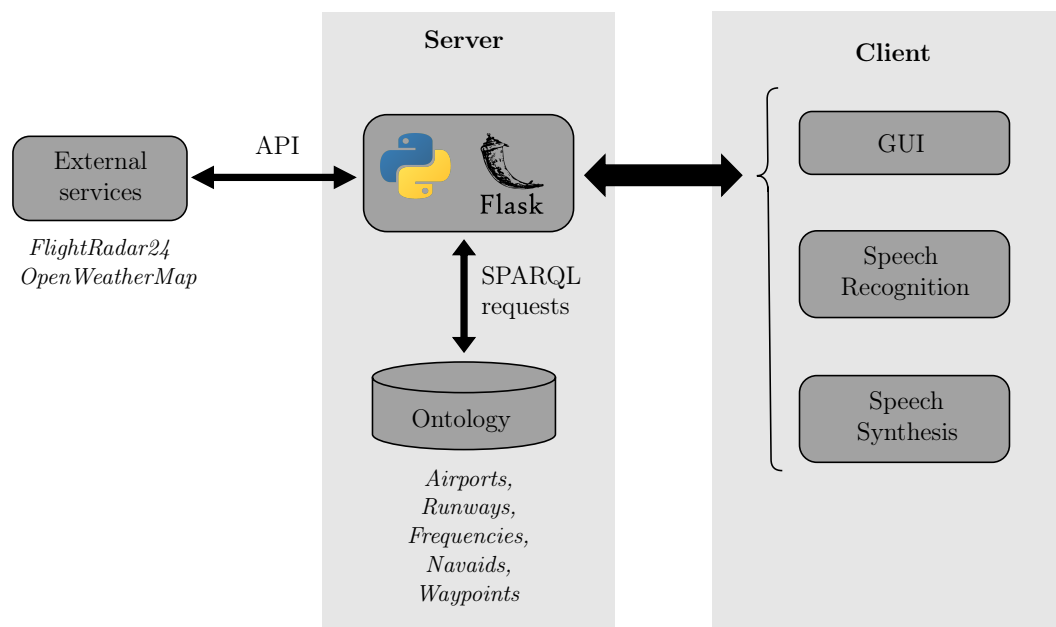 Server
Client
External
services
FlightRadar24
OpenWeatherMap
API
Flask
SPARQL
requests
Ontology
Airports,
Runways,
Frequencies,
Navaids,
Waypoints
GUI
Speech
Recognition
Speech
Synthesis